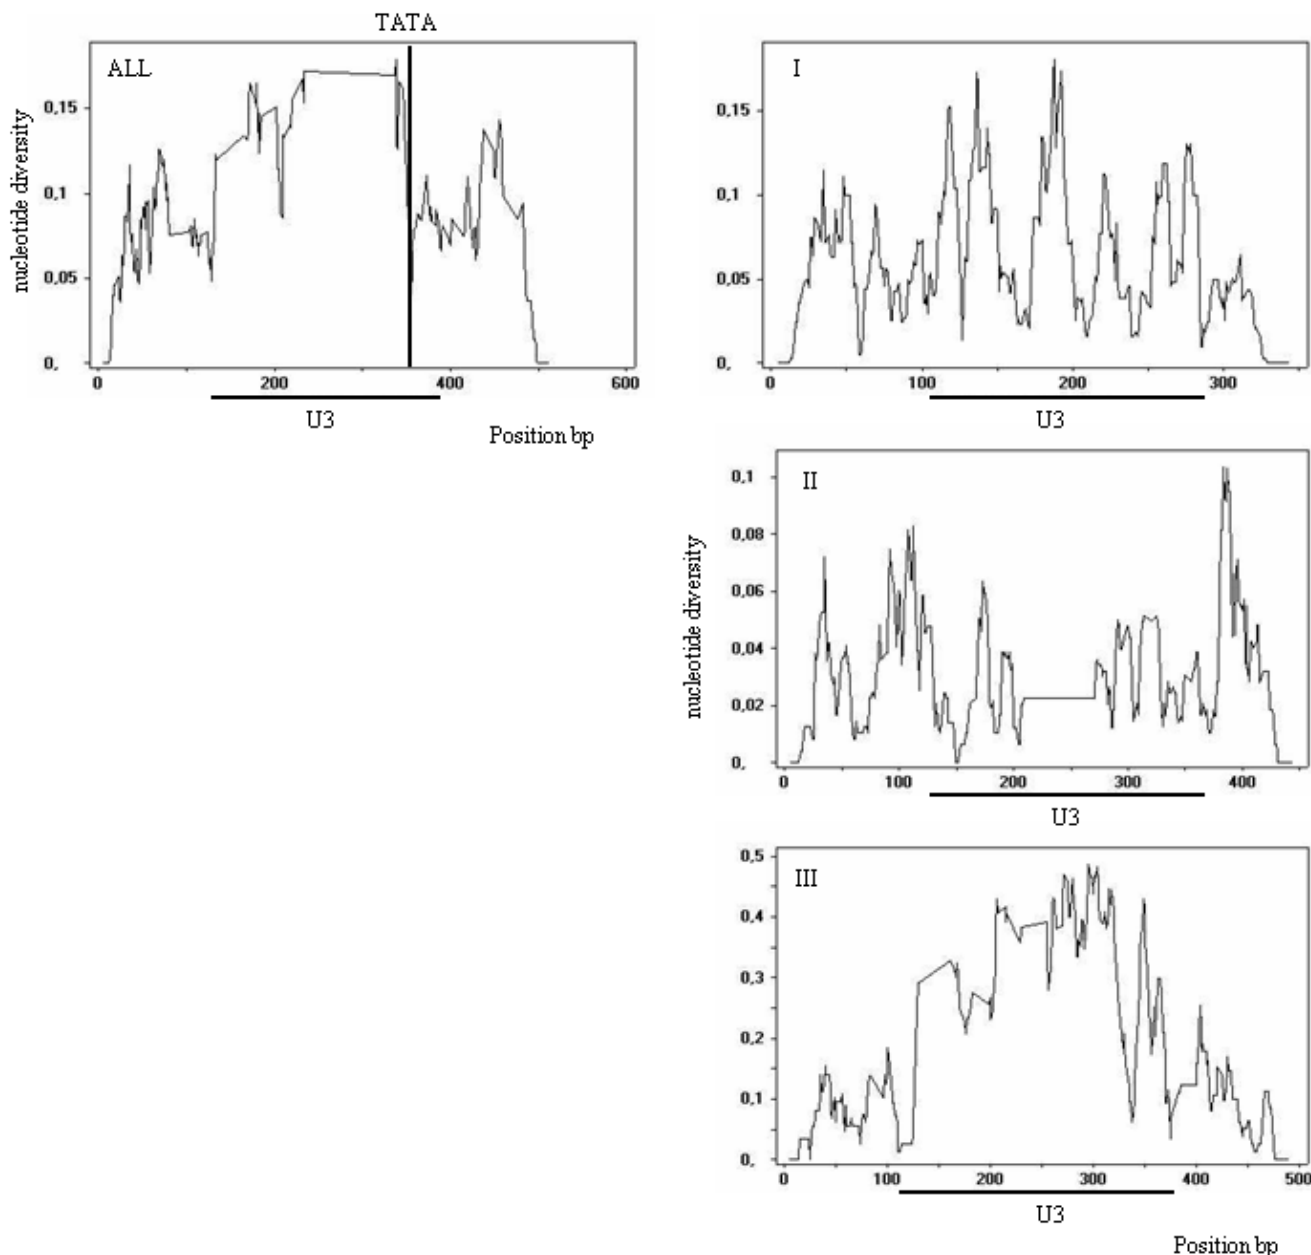 TATA
ALL
nucleotide diversity
0,15
0,1
0,05
0,
0 200 400 600
U3
Position bp
I
0,15
0,1
0,05
0,
0 100 200 300
U3
II
nucleotide diversity
0,1
0,08
0,06
0,04
0,02
0,
0 100 200 300 400
U3
III
0,5
0,4
0,3
0,2
0,1
0,
0 100 200 300 400 500
U3
Position bp